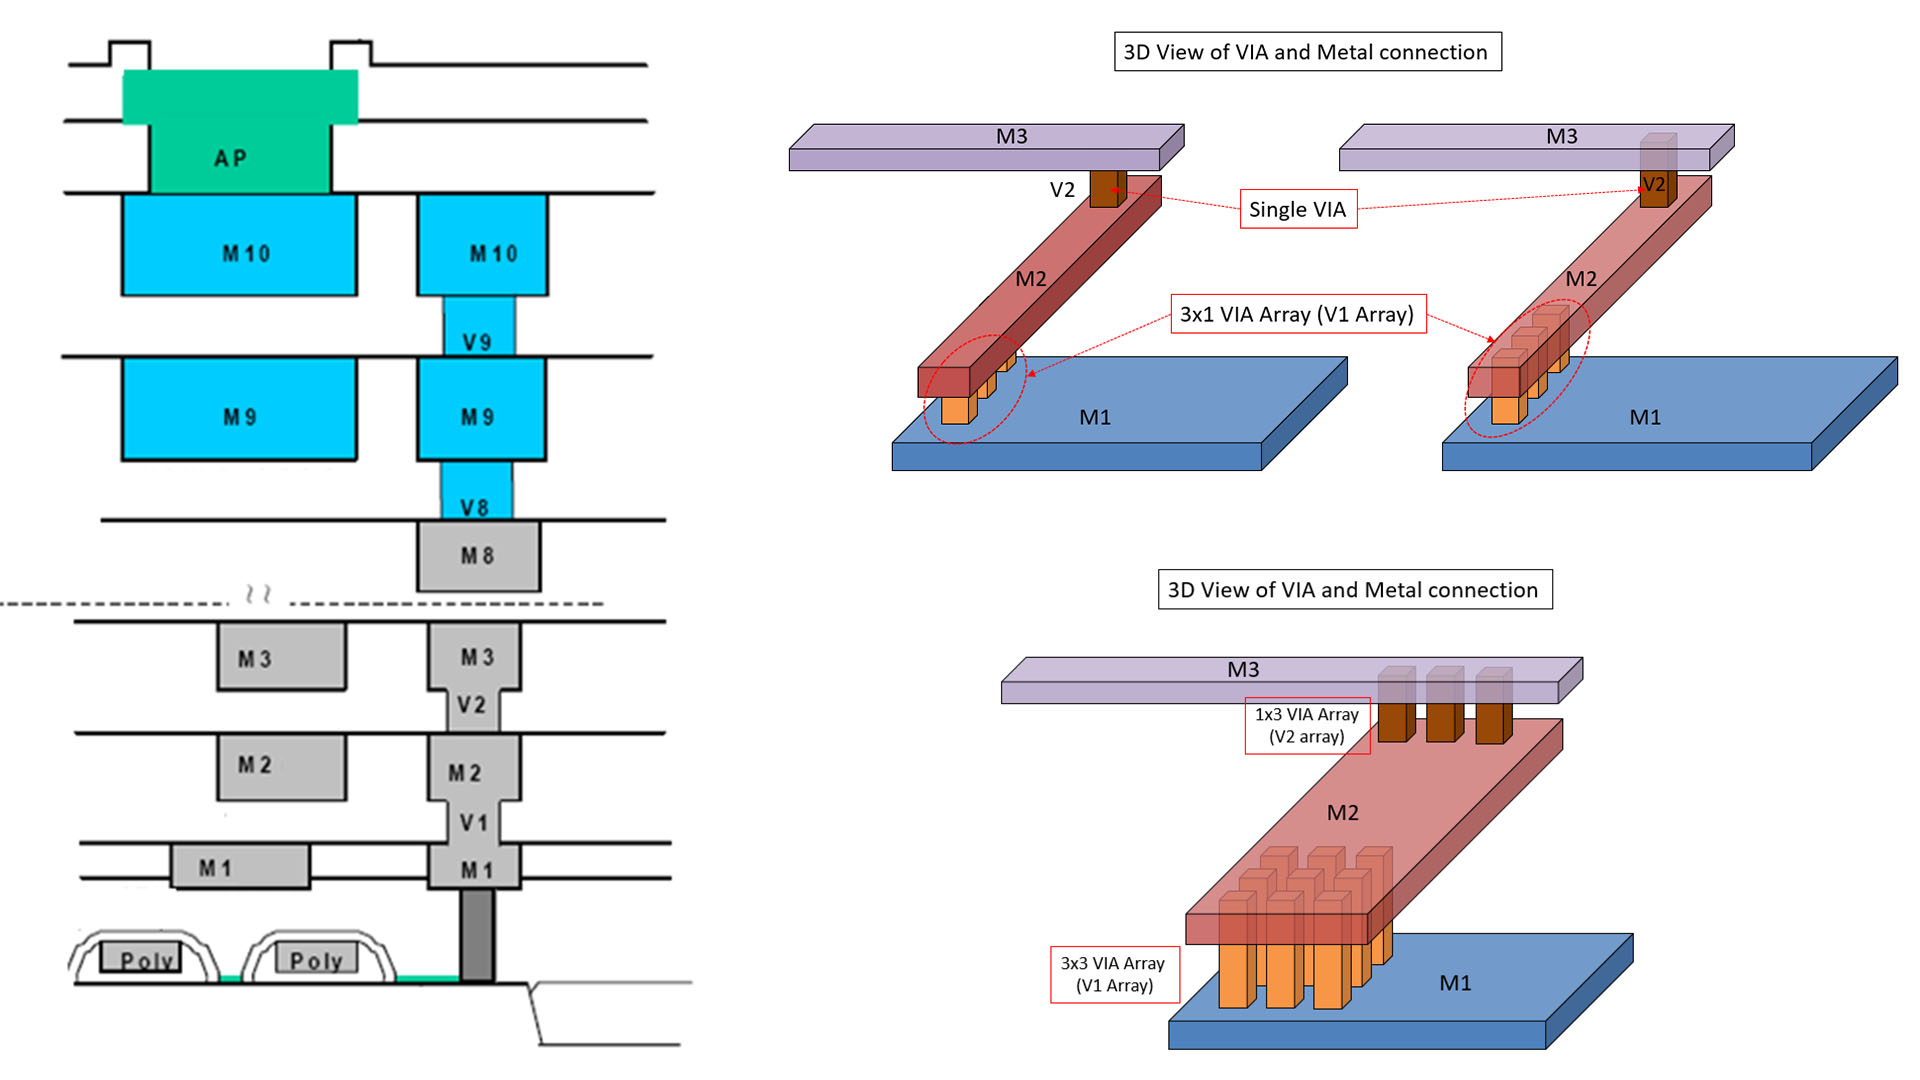 AP
M10
M10
V9
M9
M9
V8
M8
M3
M3
V2
M2
M2
V1
M1
M1
Poly
Poly
3D View of VIA and Metal connection
M3
M3
V2
V2
Single VIA
M2
M2
3x1 VIA Array (V1 Array)
M1
M1
3D View of VIA and Metal connection
M3
1x3 VIA Array
(V2 array)
M2
3x3 VIA Array
(V1 Array)
M1